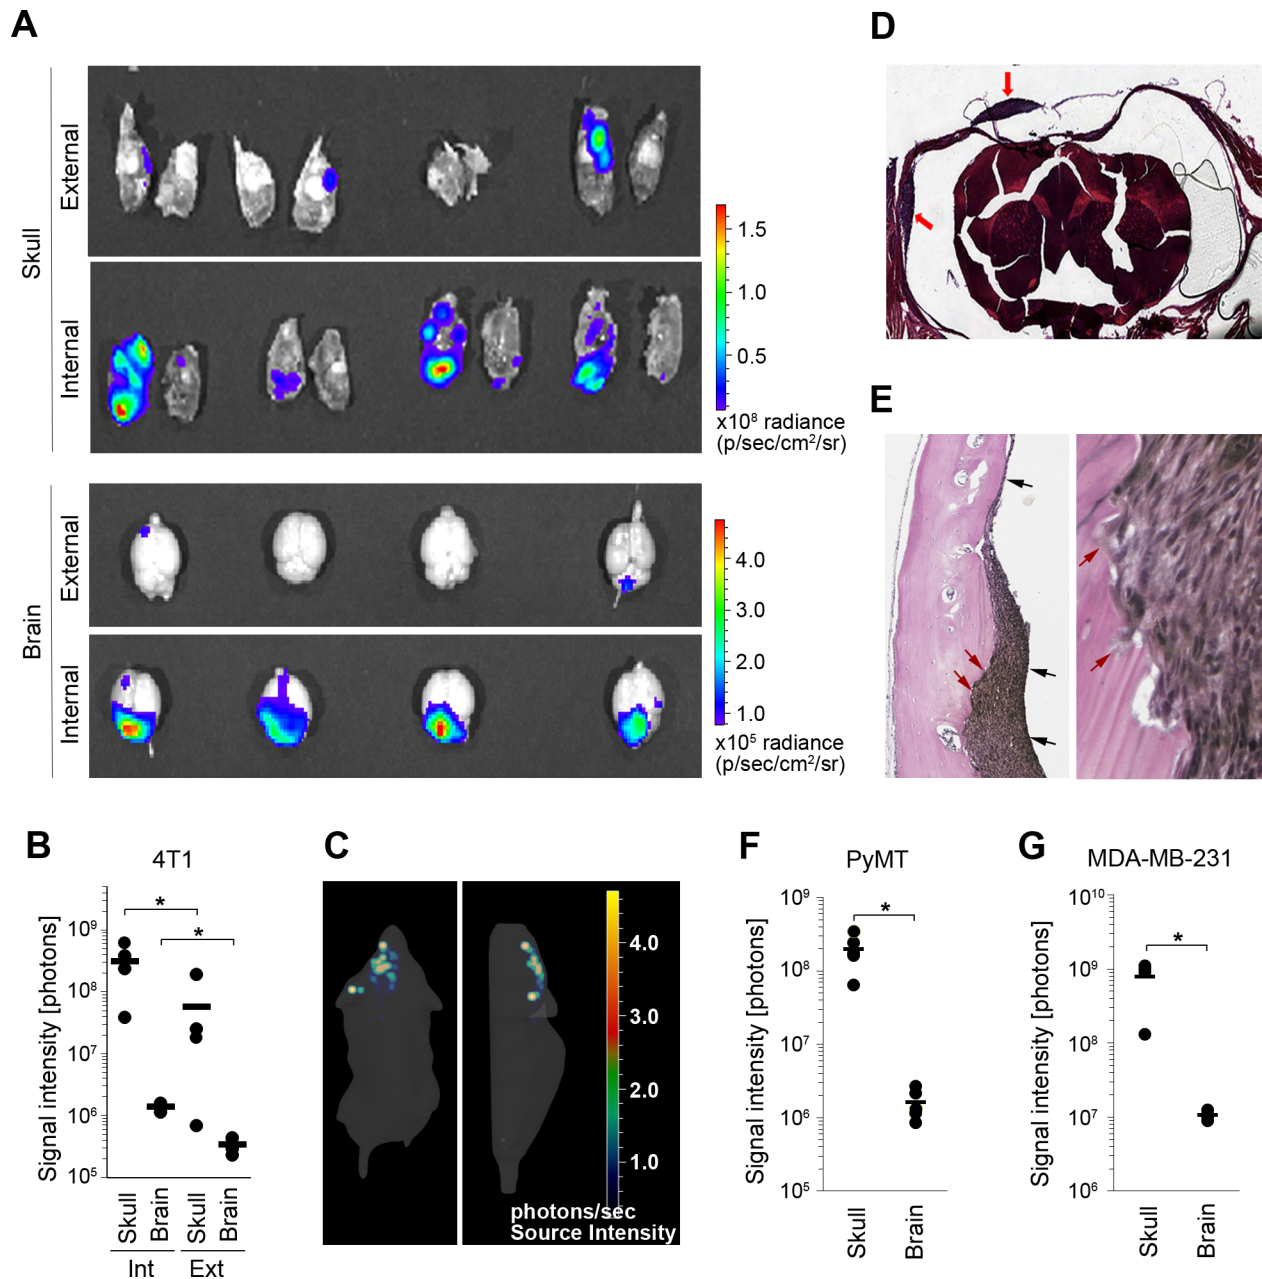 A
Skull
External
Internal
1.5
1.0
0.5
x10⁸ radiance
(p/sec/cm²/sr)
Brain
External
Internal
4.0
3.0
2.0
1.0
x10⁵ radiance
(p/sec/cm²/sr)
D
E
B
4T1
Signal intensity [photons]
10⁹
10⁸
10⁷
10⁶
10⁵
*
*
Skull
Brain
Skull
Brain
Int
Ext
C
4.0
3.0
2.0
1.0
photons/sec
Source Intensity
F
PyMT
Signal intensity [photons]
10⁹
10⁸
10⁷
10⁶
10⁵
*
Skull
Brain
G
MDA-MB-231
Signal intensity [photons]
10¹⁰
10⁹
10⁸
10⁷
10⁶
*
Skull
Brain